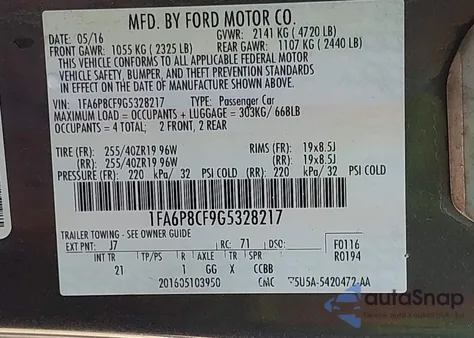 MFD. BY FORD MOTOR CO.
DATE: 05/16 GVWR: 2141 KG ( 4720 LB)
FRONT GAWR: 1055 KG ( 2325 LB) REAR GAWR: 1107 KG ( 2440 LB)
THIS VEHICLE CONFORMS TO ALL APPLICABLE FEDERAL MOTOR
VEHICLE SAFETY, BUMPER, AND THEFT PREVENTION STANDARDS
IN EFFECT ON THE DATE OF MANUFACTURE SHOWN ABOVE.
VIN: 1FA6P8CF9G5328217 TYPE: Passenger Car
MAXIMUM LOAD = OCCUPANTS + LUGGAGE = 303KG/ 668LB
OCCUPANTS = 4 TOTAL; 2 FRONT, 2 REAR
TIRE (FR): 255/40ZR19 96W RIMS (FR): 19x8.5J
(RR): 255/40ZR19 96W (RR): 19x8.5J
PRESSURE (FR): 220 kPa/ 32 PSI COLD (RR): 220 kPa/ 32 PSI COLD
1FA6P8CF9G5328217
TRAILER TOWING - SEE OWNER GUIDE
EXT PNT: J7 RC: 71 F0116
R0194
INT TR TP/PS R AXLE TR SPR
21 1 GG X CCBB
201605103950 CMC 5U5A-5420472-AA
autoSnap